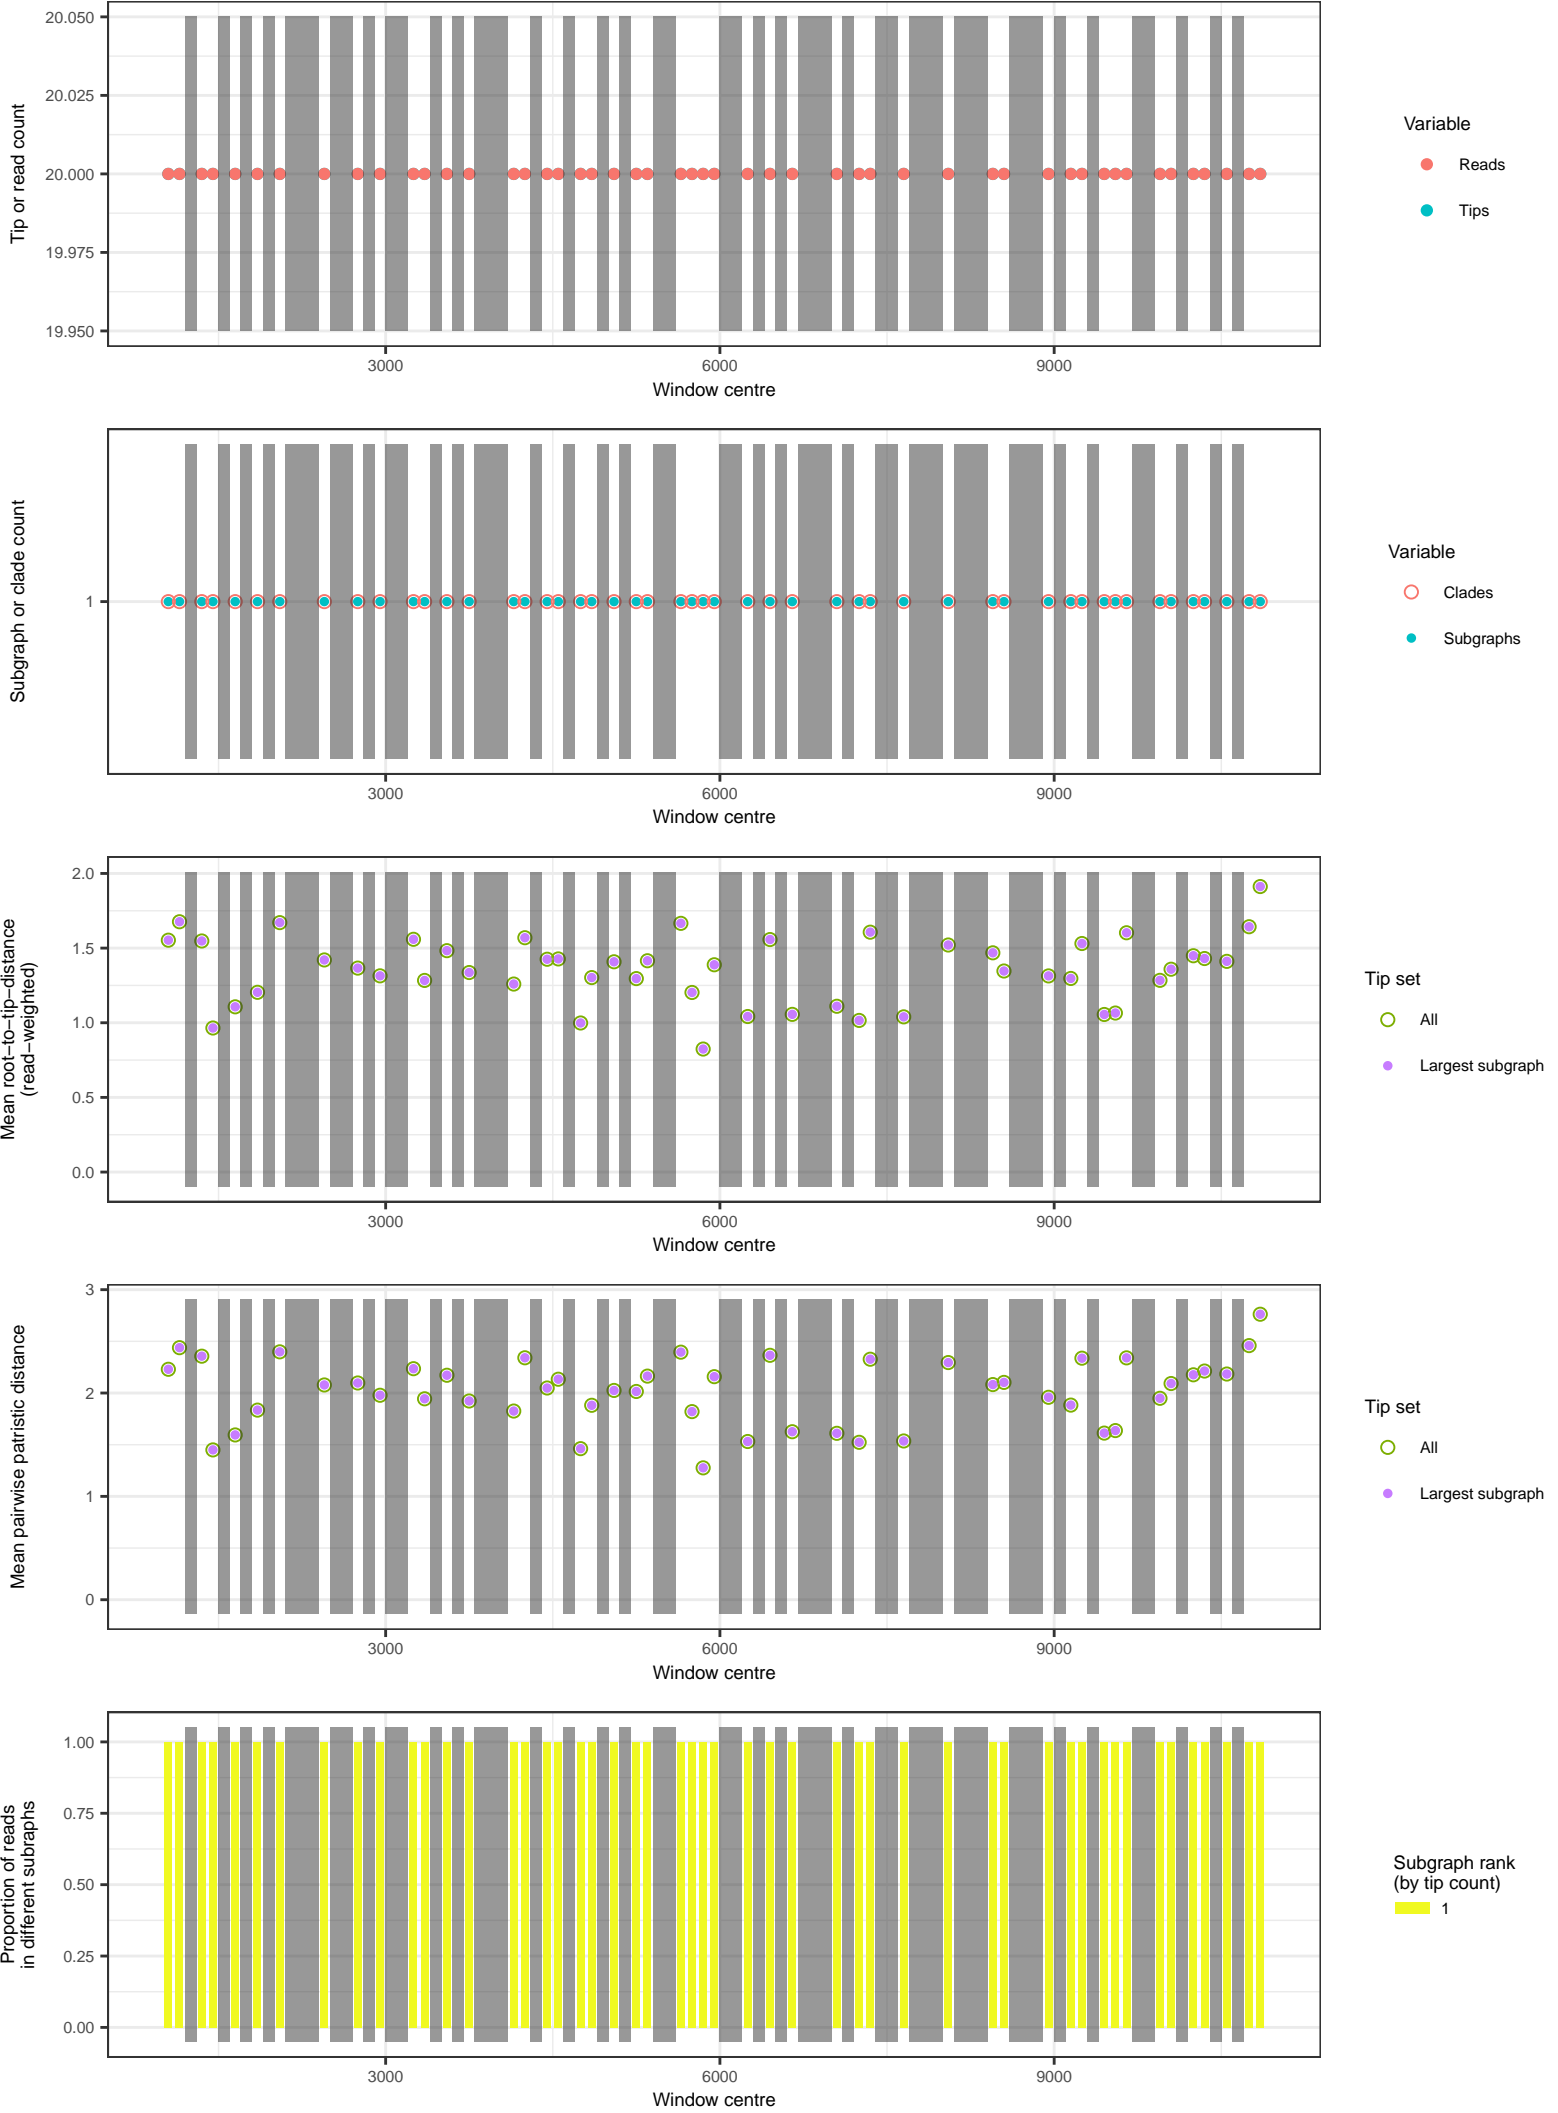 20.050
20.025
20.000
19.975
19.950
Tip or read count
3000
6000
9000
Window centre
Variable
Reads
Tips
1
Subgraph or clade count
3000
6000
9000
Window centre
Variable
Clades
Subgraphs
2.0
1.5
1.0
0.5
0.0
Mean root−to−tip−distance
(read−weighted)
3000
6000
9000
Window centre
Tip set
All
Largest subgraph
3
2
1
0
Mean pairwise patristic distance
3000
6000
9000
Window centre
Tip set
All
Largest subgraph
1.00
0.75
0.50
0.25
0.00
Proportion of reads
in different subraphs
3000
6000
9000
Window centre
Subgraph rank
(by tip count)
1